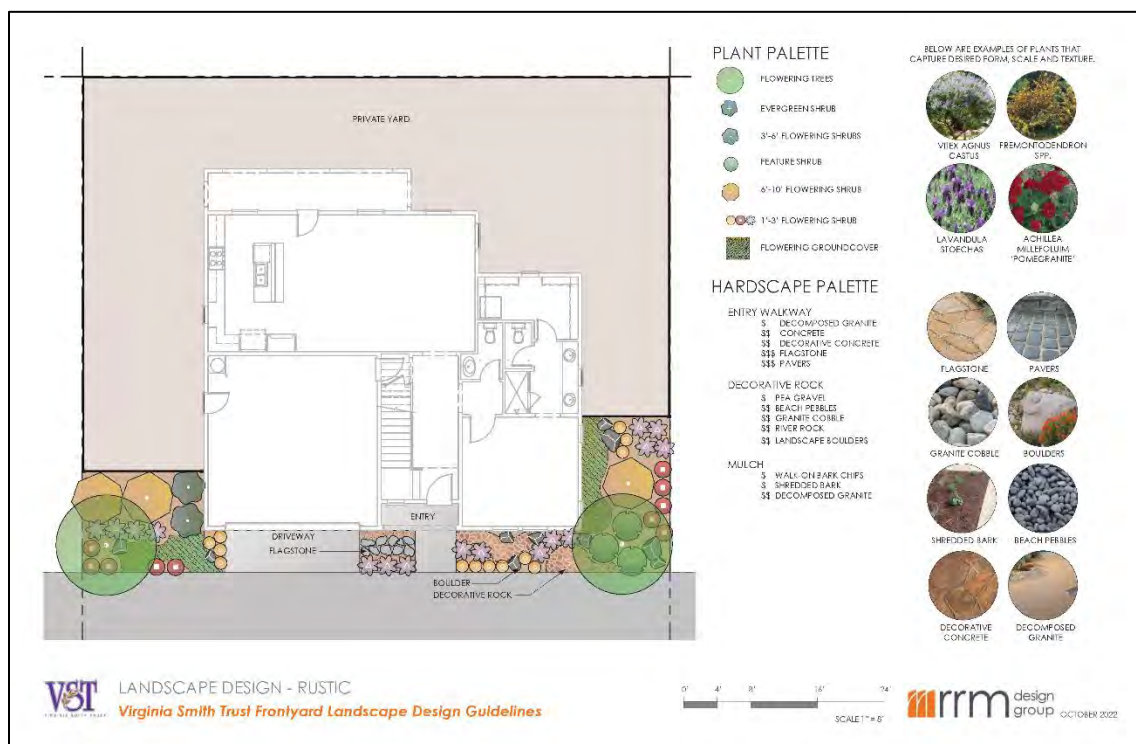 PLANT PALETTE
FLOWERING TREES
EVERGREEN SHRUB
3'-6' FLOWERING SHRUBS
FEATURE SHRUB
6'-10' FLOWERING SHRUB
1'-3' FLOWERING SHRUB
FLOWERING GROUNDCOVER
BELOW ARE EXAMPLES OF PLANTS THAT
CAPTURE DESIRED FORM, SCALE AND TEXTURE.
VITEX AGNUS
CASTUS
FREMONTODENDRON
SPP.
LAVANDULA
STOECHAS
ACHILLEA
MILLEFOLUIM
'POMEGRANITE'
HARDSCAPE PALETTE
ENTRY WALKWAY
$ DECOMPOSED GRANITE
$$ CONCRETE
$$ DECORATIVE CONCRETE
$$$ FLAGSTONE
$$$ PAVERS
DECORATIVE ROCK
$ PEA GRAVEL
$$ BEACH PEBBLES
$$ GRANITE COBBLE
$$ RIVER ROCK
$$ LANDSCAPE BOULDERS
MULCH
$ WALK-ON BARK CHIPS
$ SHREDDED BARK
$$ DECOMPOSED GRANITE
FLAGSTONE
PAVERS
GRANITE COBBLE
BOULDERS
SHREDDED BARK
BEACH PEBBLES
DECORATIVE
CONCRETE
DECOMPOSED
GRANITE
PRIVATE YARD
ENTRY
DRIVEWAY
FLAGSTONE
BOULDER
DECORATIVE ROCK
VST
VIRGINIA SMITH TRUST
LANDSCAPE DESIGN - RUSTIC
Virginia Smith Trust Frontyard Landscape Design Guidelines
0' 4' 8' 16' 24'
SCALE 1" = 8'
rrm design
group
OCTOBER 2022